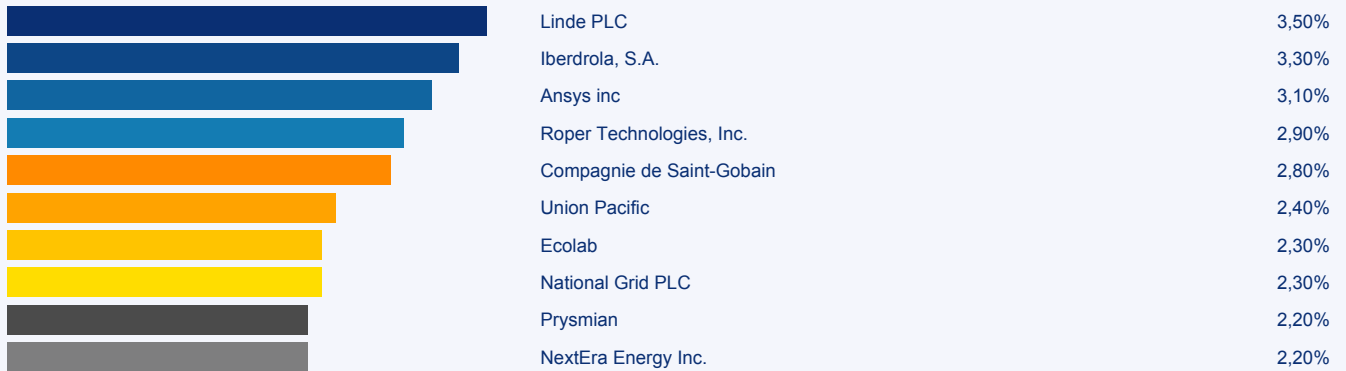 Linde PLC 3,50%
Iberdrola, S.A. 3,30%
Ansys inc 3,10%
Roper Technologies, Inc. 2,90%
Compagnie de Saint-Gobain 2,80%
Union Pacific 2,40%
Ecolab 2,30%
National Grid PLC 2,30%
Prysmian 2,20%
NextEra Energy Inc. 2,20%